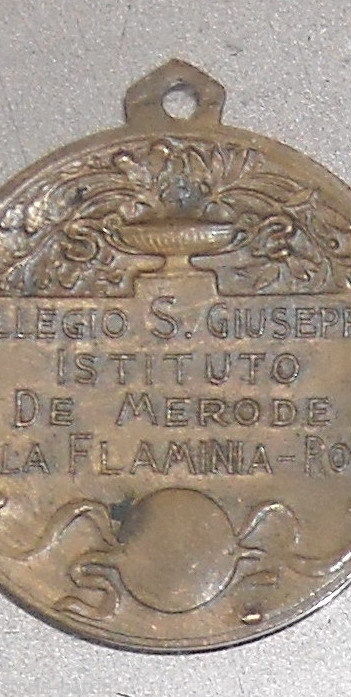 LLEGIO S. GIUSEPP
ISTITUTO
DE MERODE
LA FLAMINIA-RO